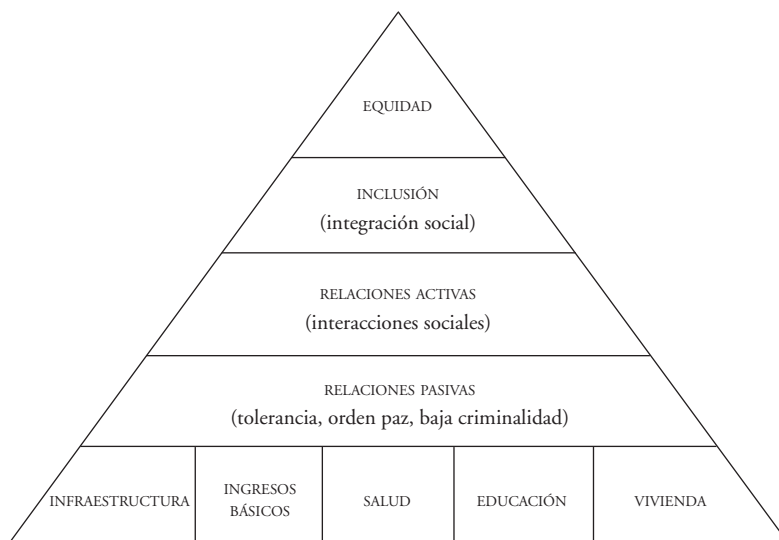 EQUIDAD
INCLUSIÓN
(integración social)
RELACIONES ACTIVAS
(interacciones sociales)
RELACIONES PASIVAS
(tolerancia, orden paz, baja criminalidad)
INFRAESTRUCTURA
INGRESOS
BÁSICOS
SALUD
EDUCACIÓN
VIVIENDA